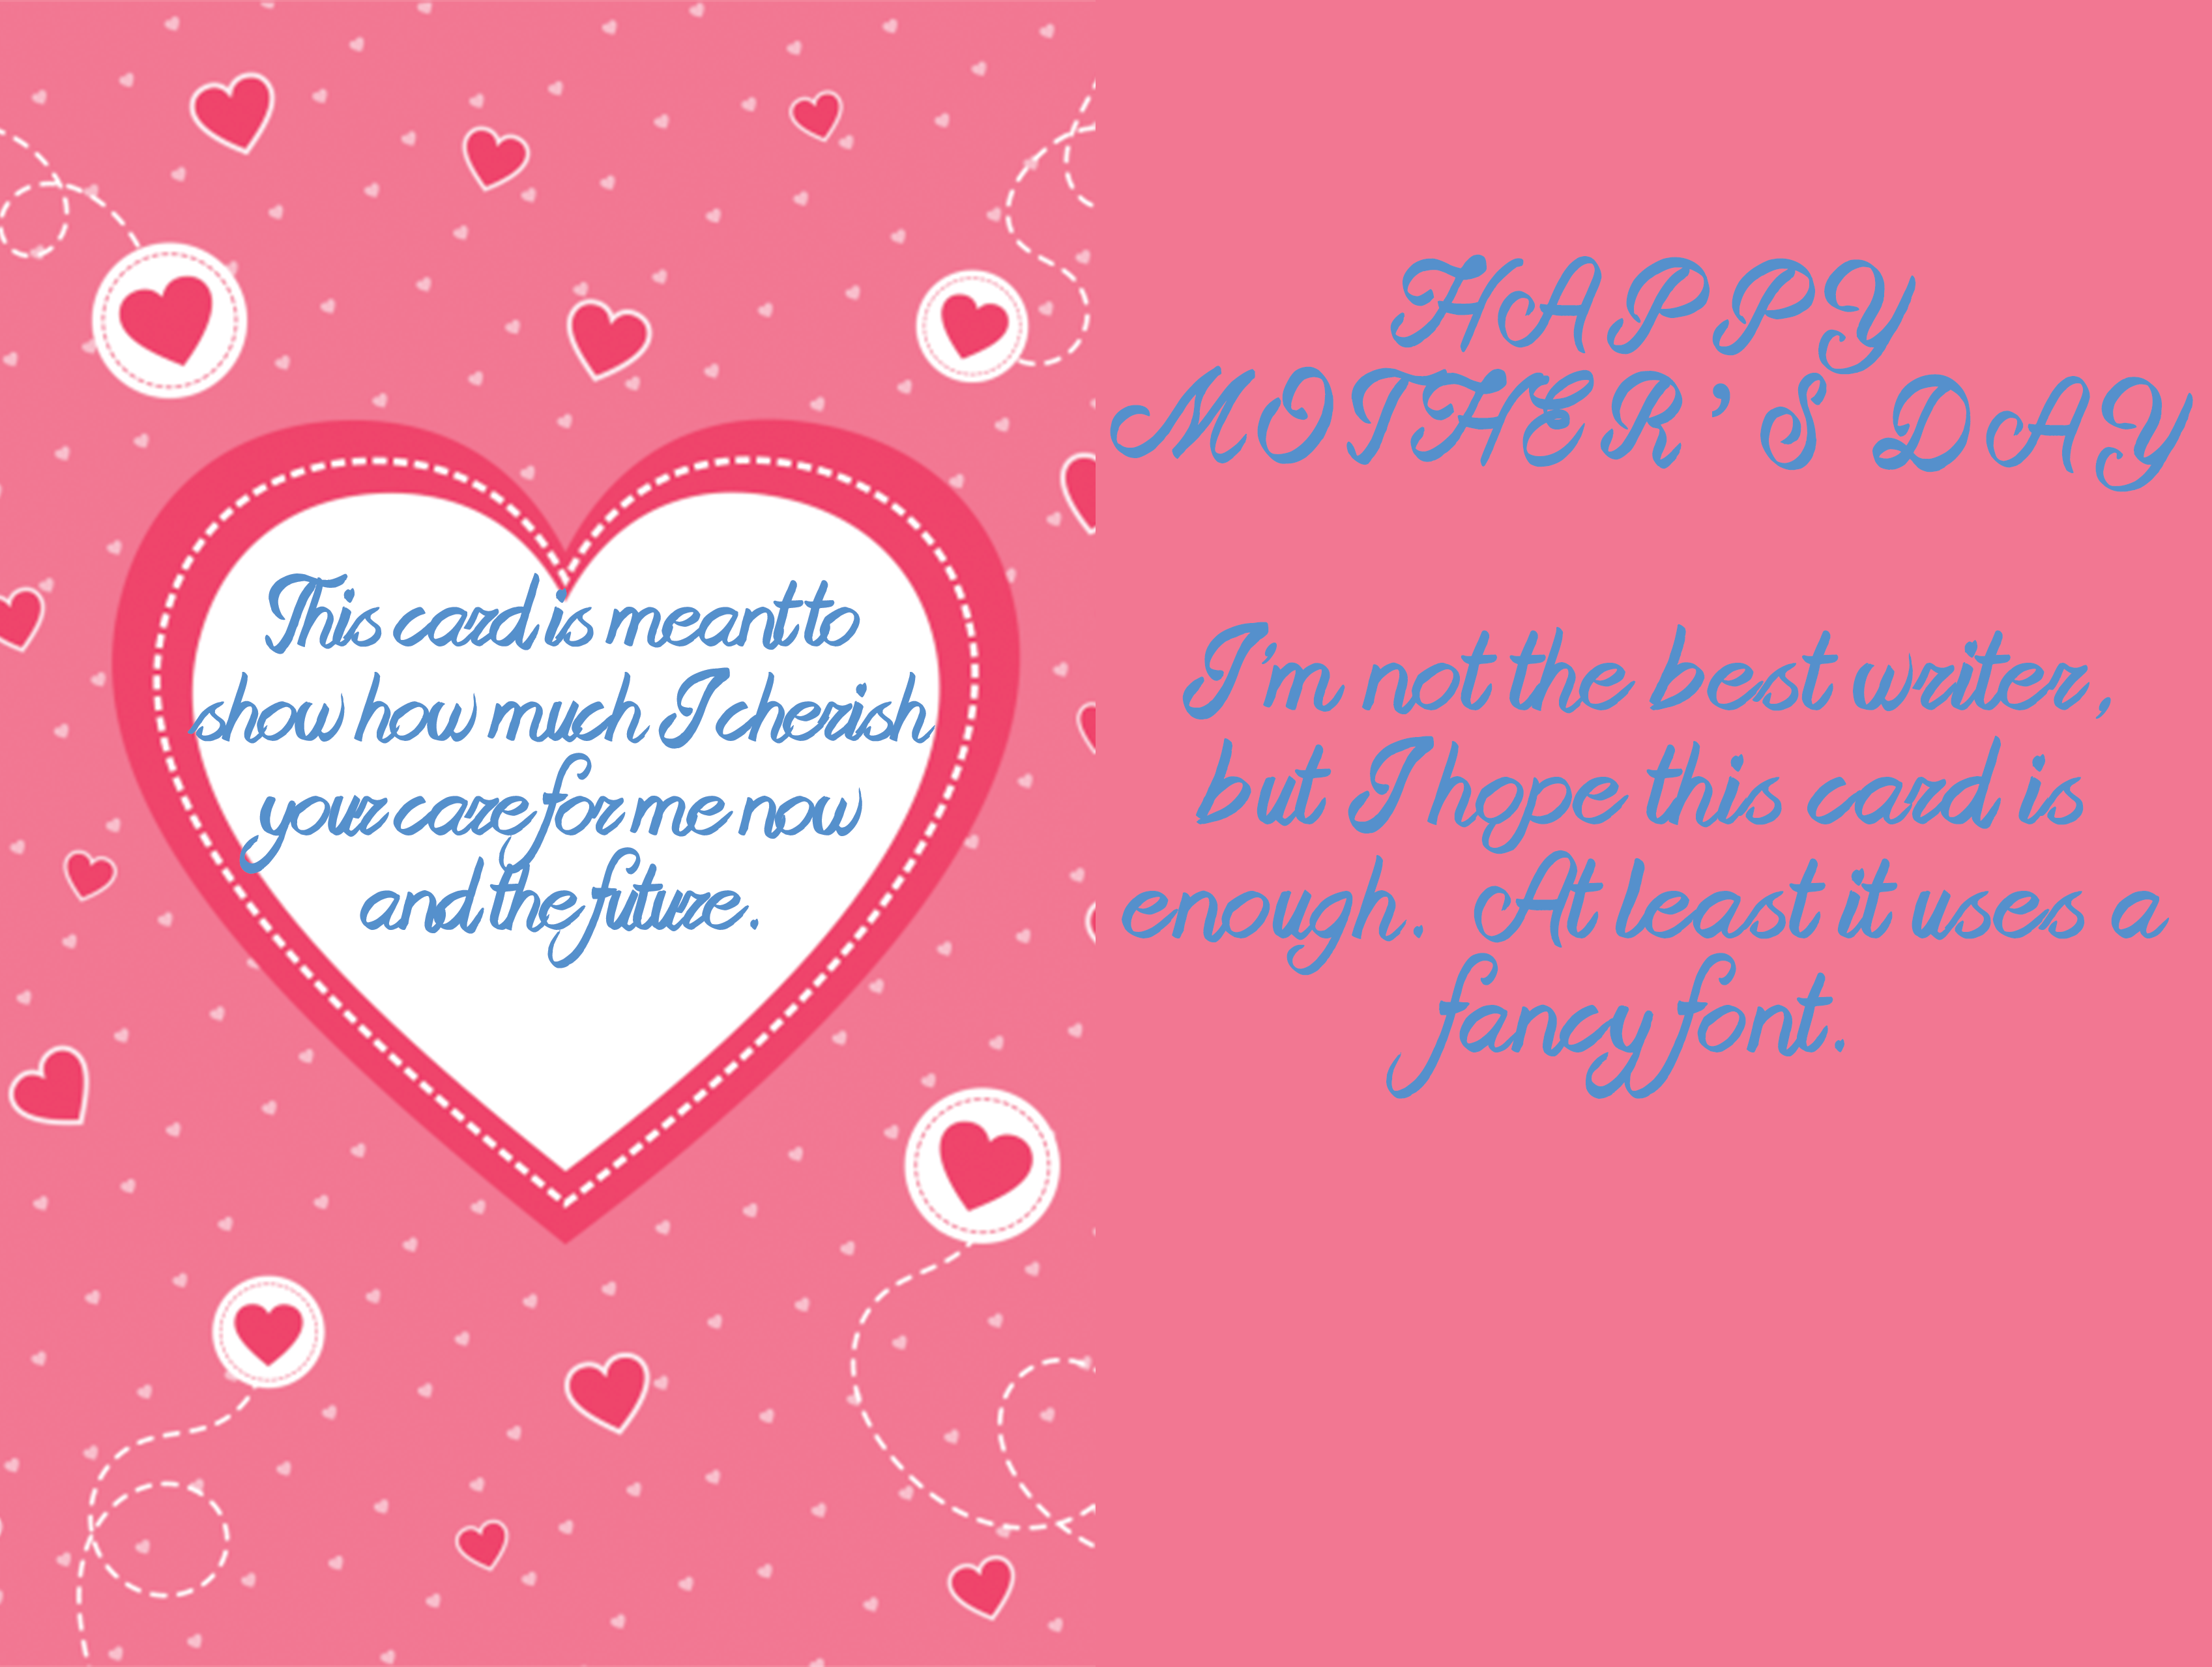 This card is meant to
show how much I cherish
your care for me now
and the future.
HAPPY
MOTHER'S DAY
I'm not the best writer,
but I hope this card is
enough. At least it uses a
fancy font.